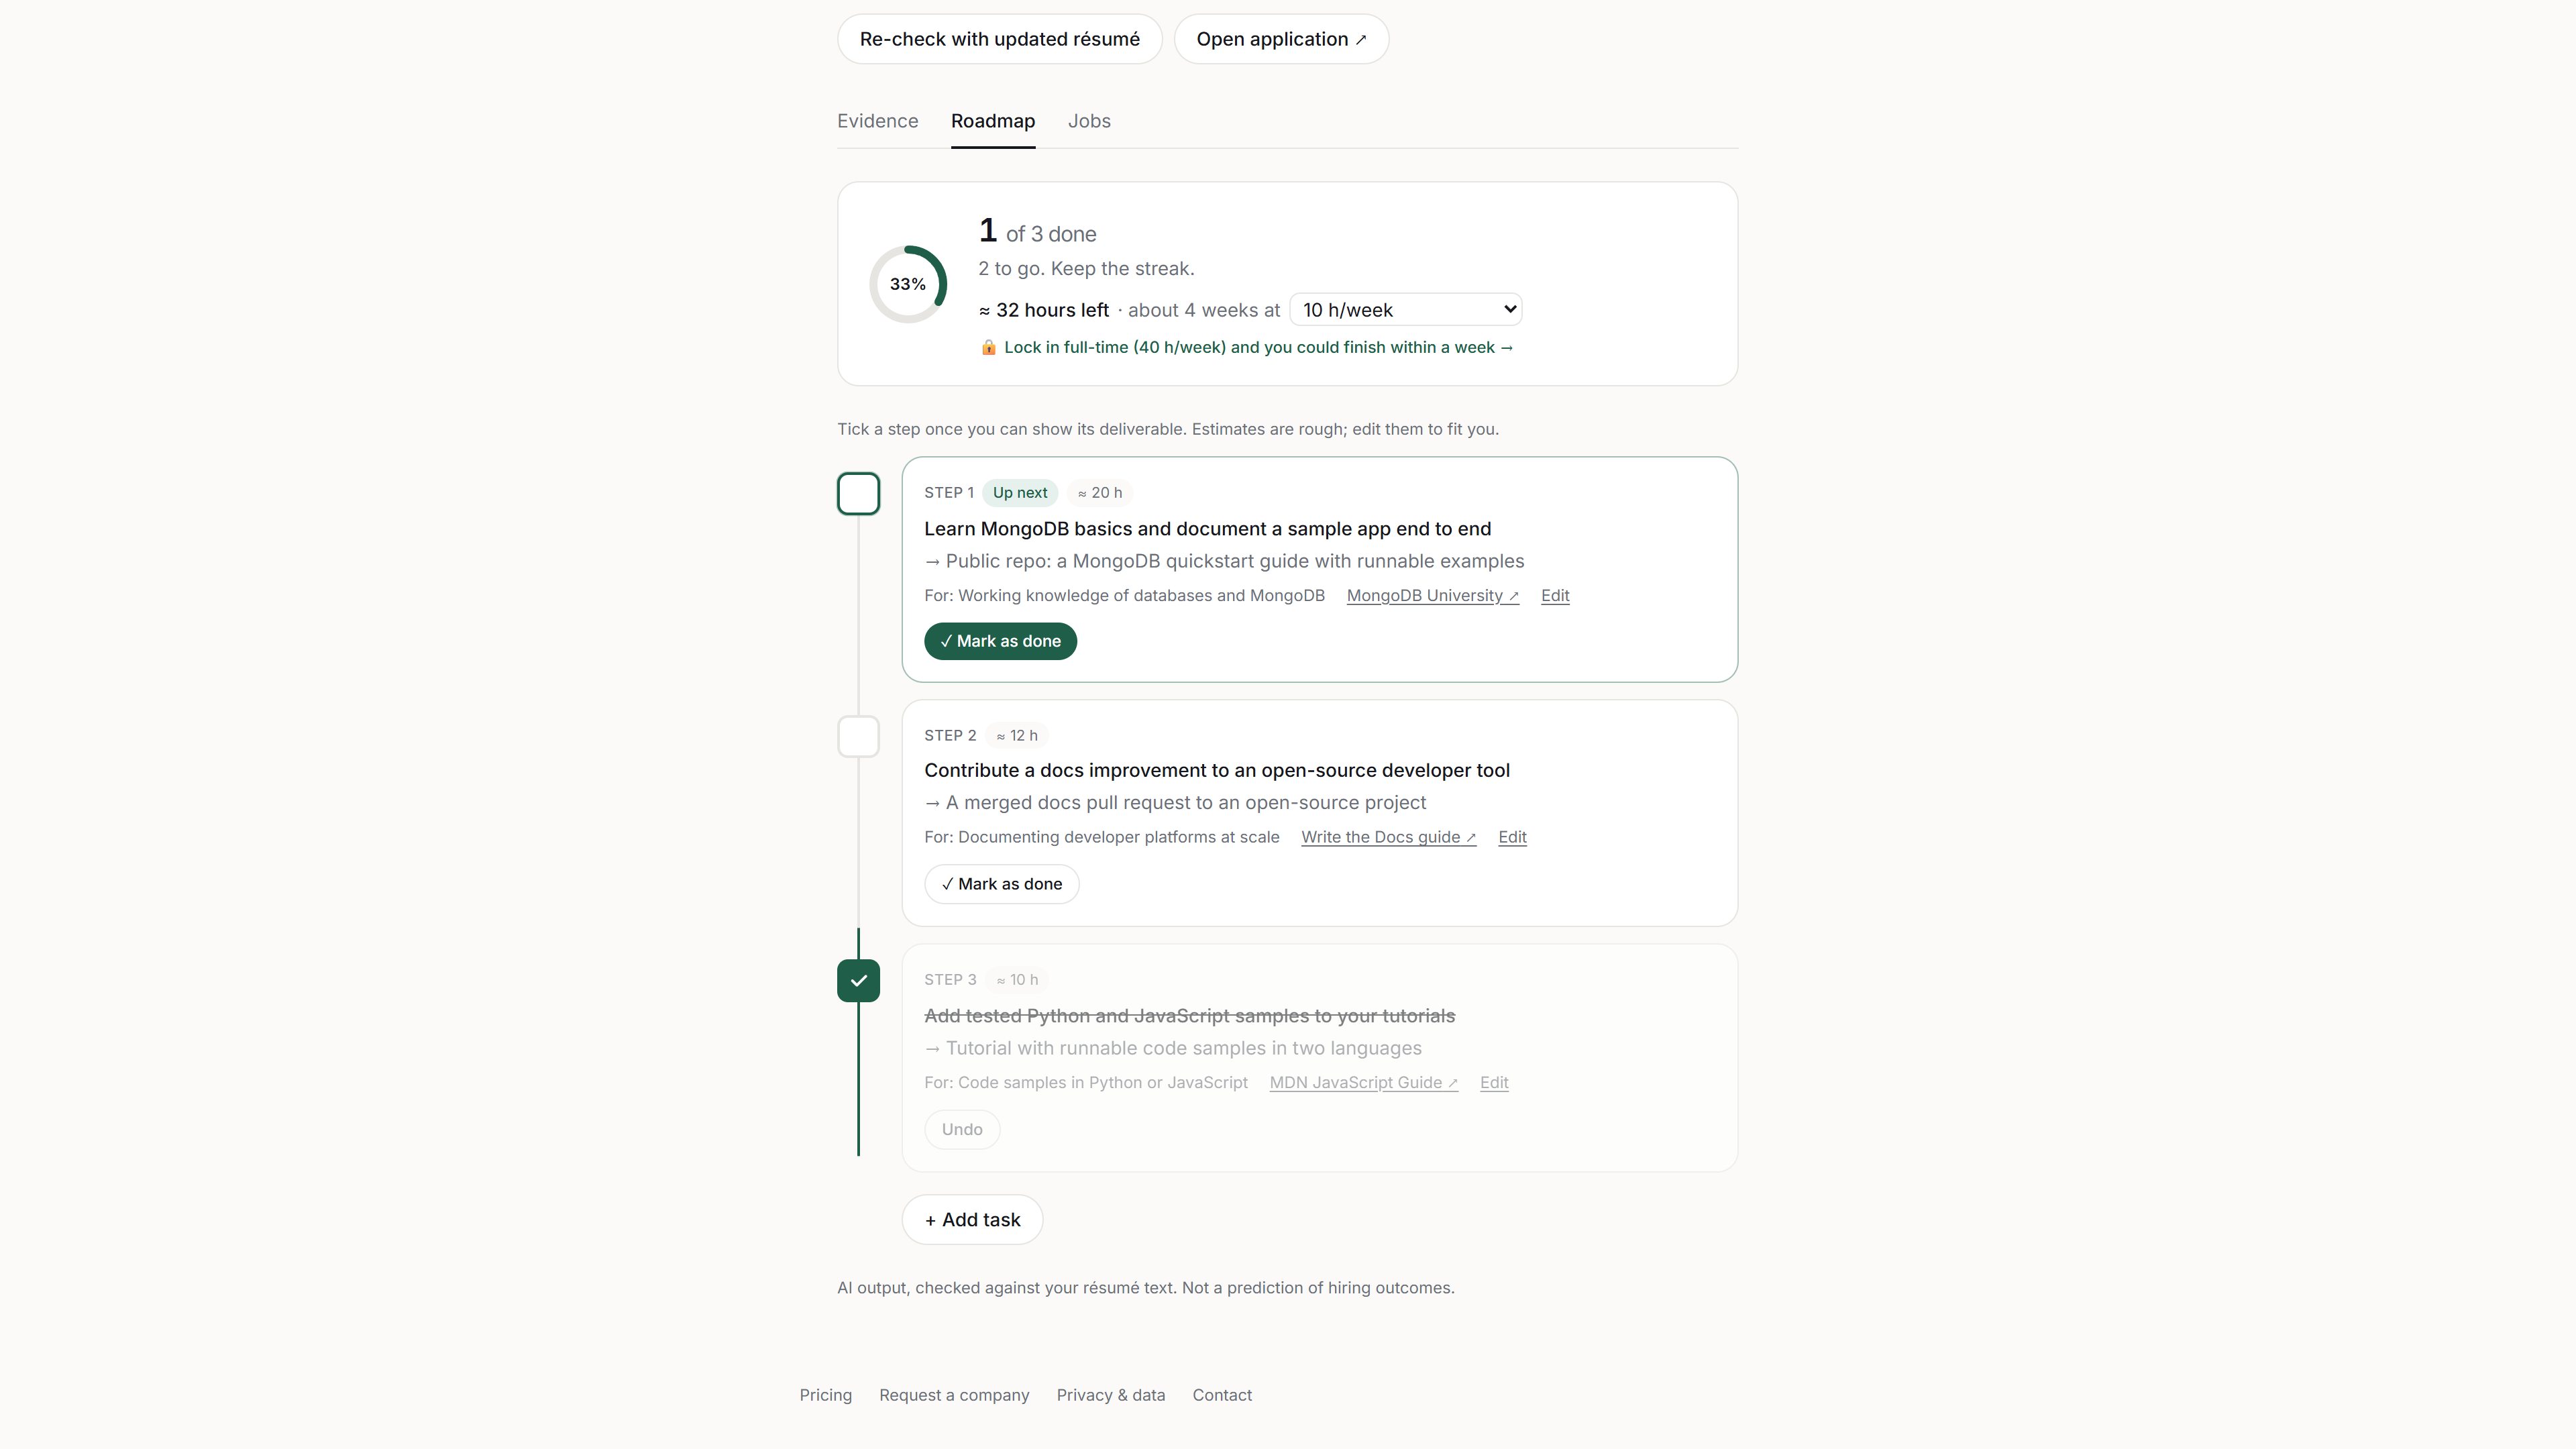 Re-check with updated résumé Open application ↗
Evidence Roadmap Jobs
33%
1 of 3 done
2 to go. Keep the streak.
≈ 32 hours left · about 4 weeks at 10 h/week
🔒 Lock in full-time (40 h/week) and you could finish within a week →
Tick a step once you can show its deliverable. Estimates are rough; edit them to fit you.
STEP 1 Up next ≈ 20 h
Learn MongoDB basics and document a sample app end to end
→ Public repo: a MongoDB quickstart guide with runnable examples
For: Working knowledge of databases and MongoDB MongoDB University ↗ Edit
✓ Mark as done
STEP 2 ≈ 12 h
Contribute a docs improvement to an open-source developer tool
→ A merged docs pull request to an open-source project
For: Documenting developer platforms at scale Write the Docs guide ↗ Edit
✓ Mark as done
STEP 3 ≈ 10 h
Add tested Python and JavaScript samples to your tutorials
→ Tutorial with runnable code samples in two languages
For: Code samples in Python or JavaScript MDN JavaScript Guide ↗ Edit
Undo
+ Add task
AI output, checked against your résumé text. Not a prediction of hiring outcomes.
Pricing Request a company Privacy & data Contact